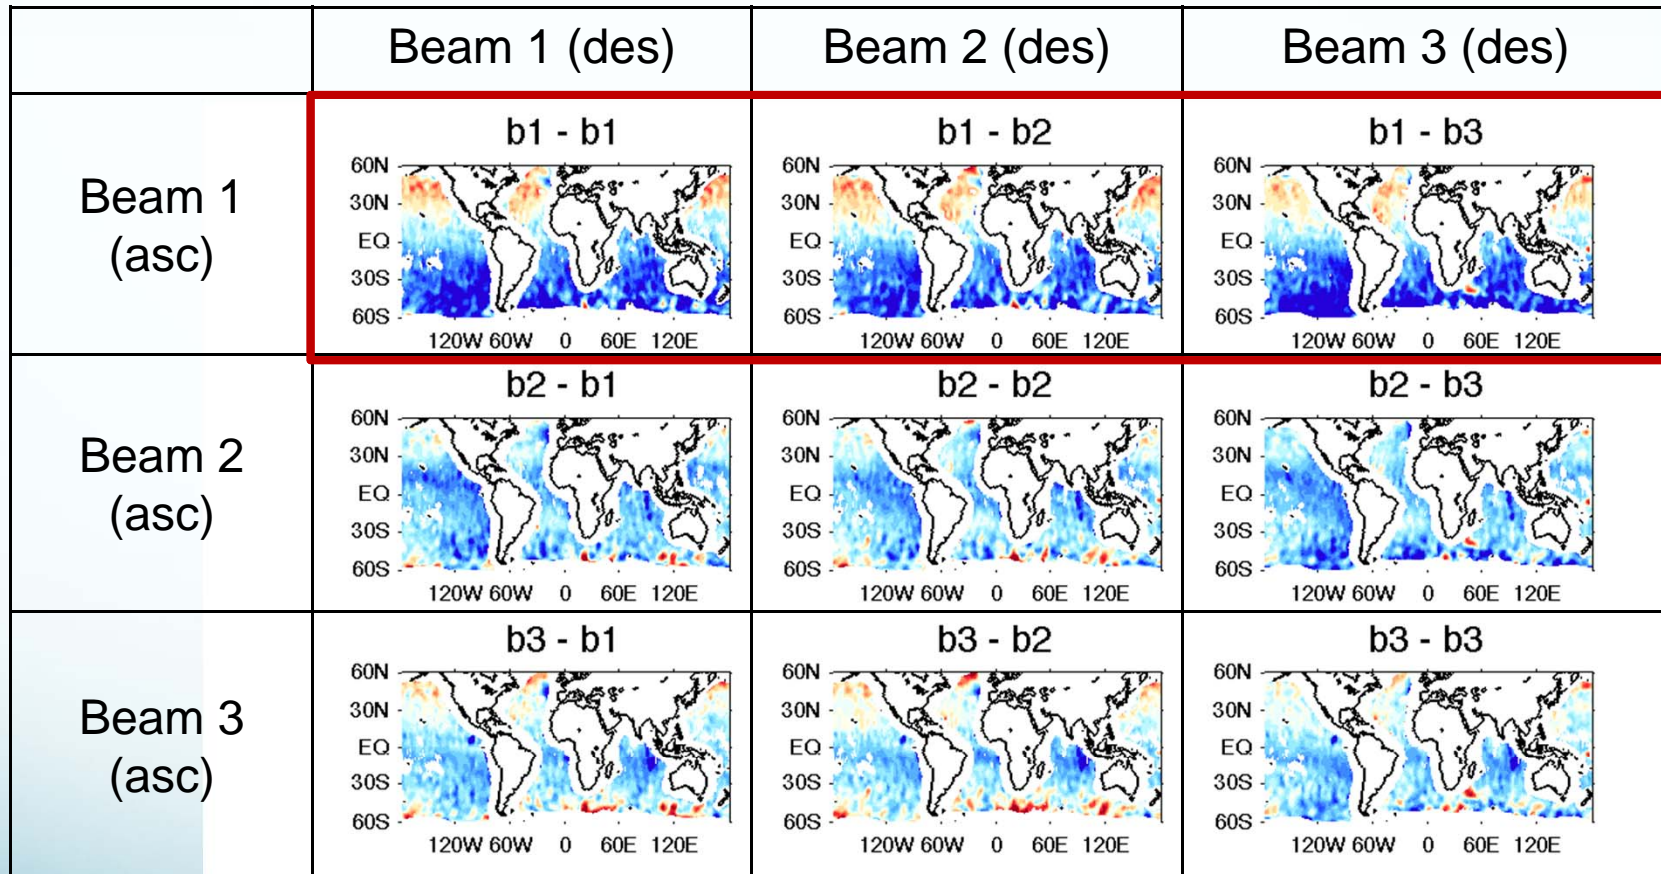 Beam 1 (des)
Beam 2 (des)
Beam 3 (des)
Beam 1
(asc)
b1 - b1
60N
30N
EQ
30S
60S
120W 60W 0 60E 120E
b1 - b2
60N
30N
EQ
30S
60S
120W 60W 0 60E 120E
b1 - b3
60N
30N
EQ
30S
60S
120W 60W 0 60E 120E
Beam 2
(asc)
b2 - b1
60N
30N
EQ
30S
60S
120W 60W 0 60E 120E
b2 - b2
60N
30N
EQ
30S
60S
120W 60W 0 60E 120E
b2 - b3
60N
30N
EQ
30S
60S
120W 60W 0 60E 120E
Beam 3
(asc)
b3 - b1
60N
30N
EQ
30S
60S
120W 60W 0 60E 120E
b3 - b2
60N
30N
EQ
30S
60S
120W 60W 0 60E 120E
b3 - b3
60N
30N
EQ
30S
60S
120W 60W 0 60E 120E